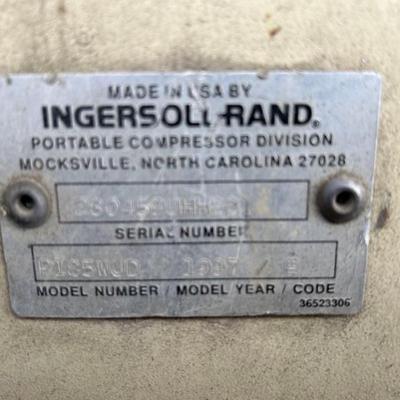 MADE IN USA BY
INGERSOLL-RAND®
PORTABLE COMPRESSOR DIVISION
MOCKSVILLE, NORTH CAROLINA 27028
SERIAL NUMBER
MODEL NUMBER / MODEL YEAR / CODE
36523306